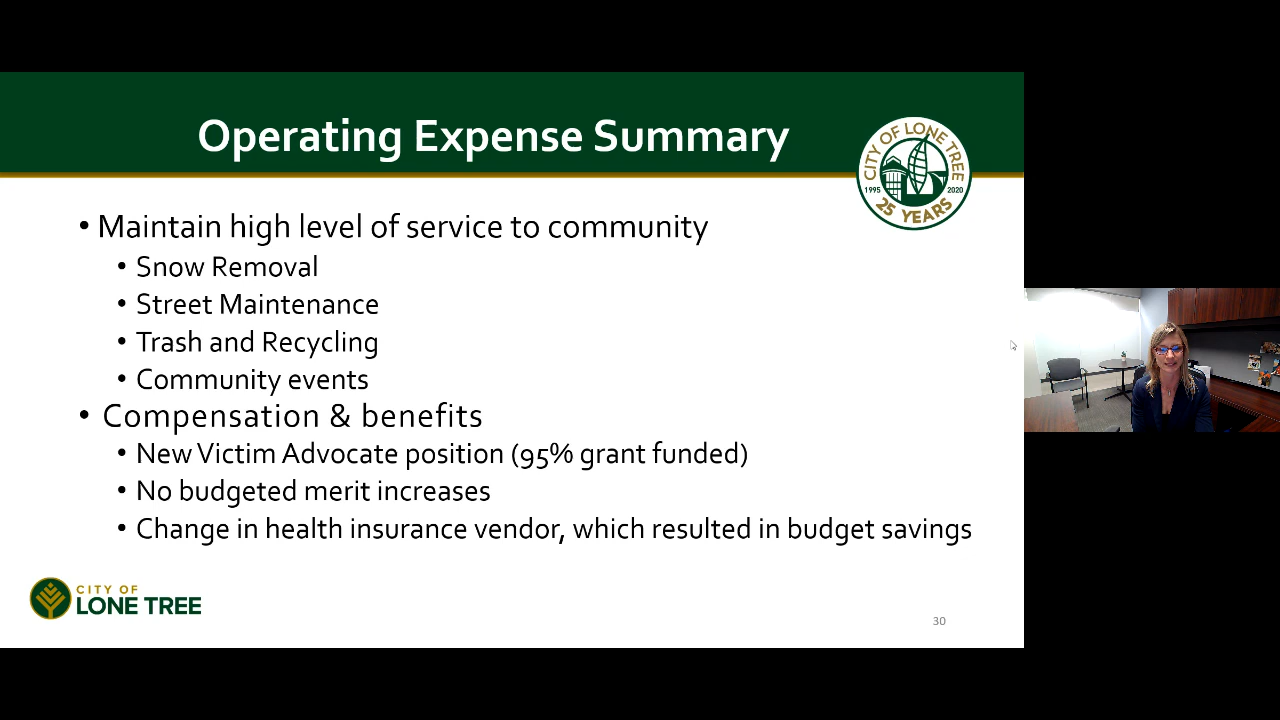 Operating Expense Summary
CITY OF LONE TREE
1995 2020
25 YEARS
• Maintain high level of service to community
• Snow Removal
• Street Maintenance
• Trash and Recycling
• Community events
• Compensation & benefits
• New Victim Advocate position (95% grant funded)
• No budgeted merit increases
• Change in health insurance vendor, which resulted in budget savings
CITY OF
LONE TREE
30